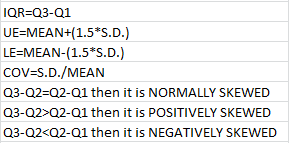 IQR=Q3-Q1
UE=MEAN+(1.5*S.D.)
LE=MEAN-(1.5*S.D.)
COV=S.D./MEAN
Q3-Q2=Q2-Q1 then it is NORMALLY SKEWED
Q3-Q2>Q2-Q1 then it is POSITIVELY SKEWED
Q3-Q2<Q2-Q1 then it is NEGATIVELY SKEWED